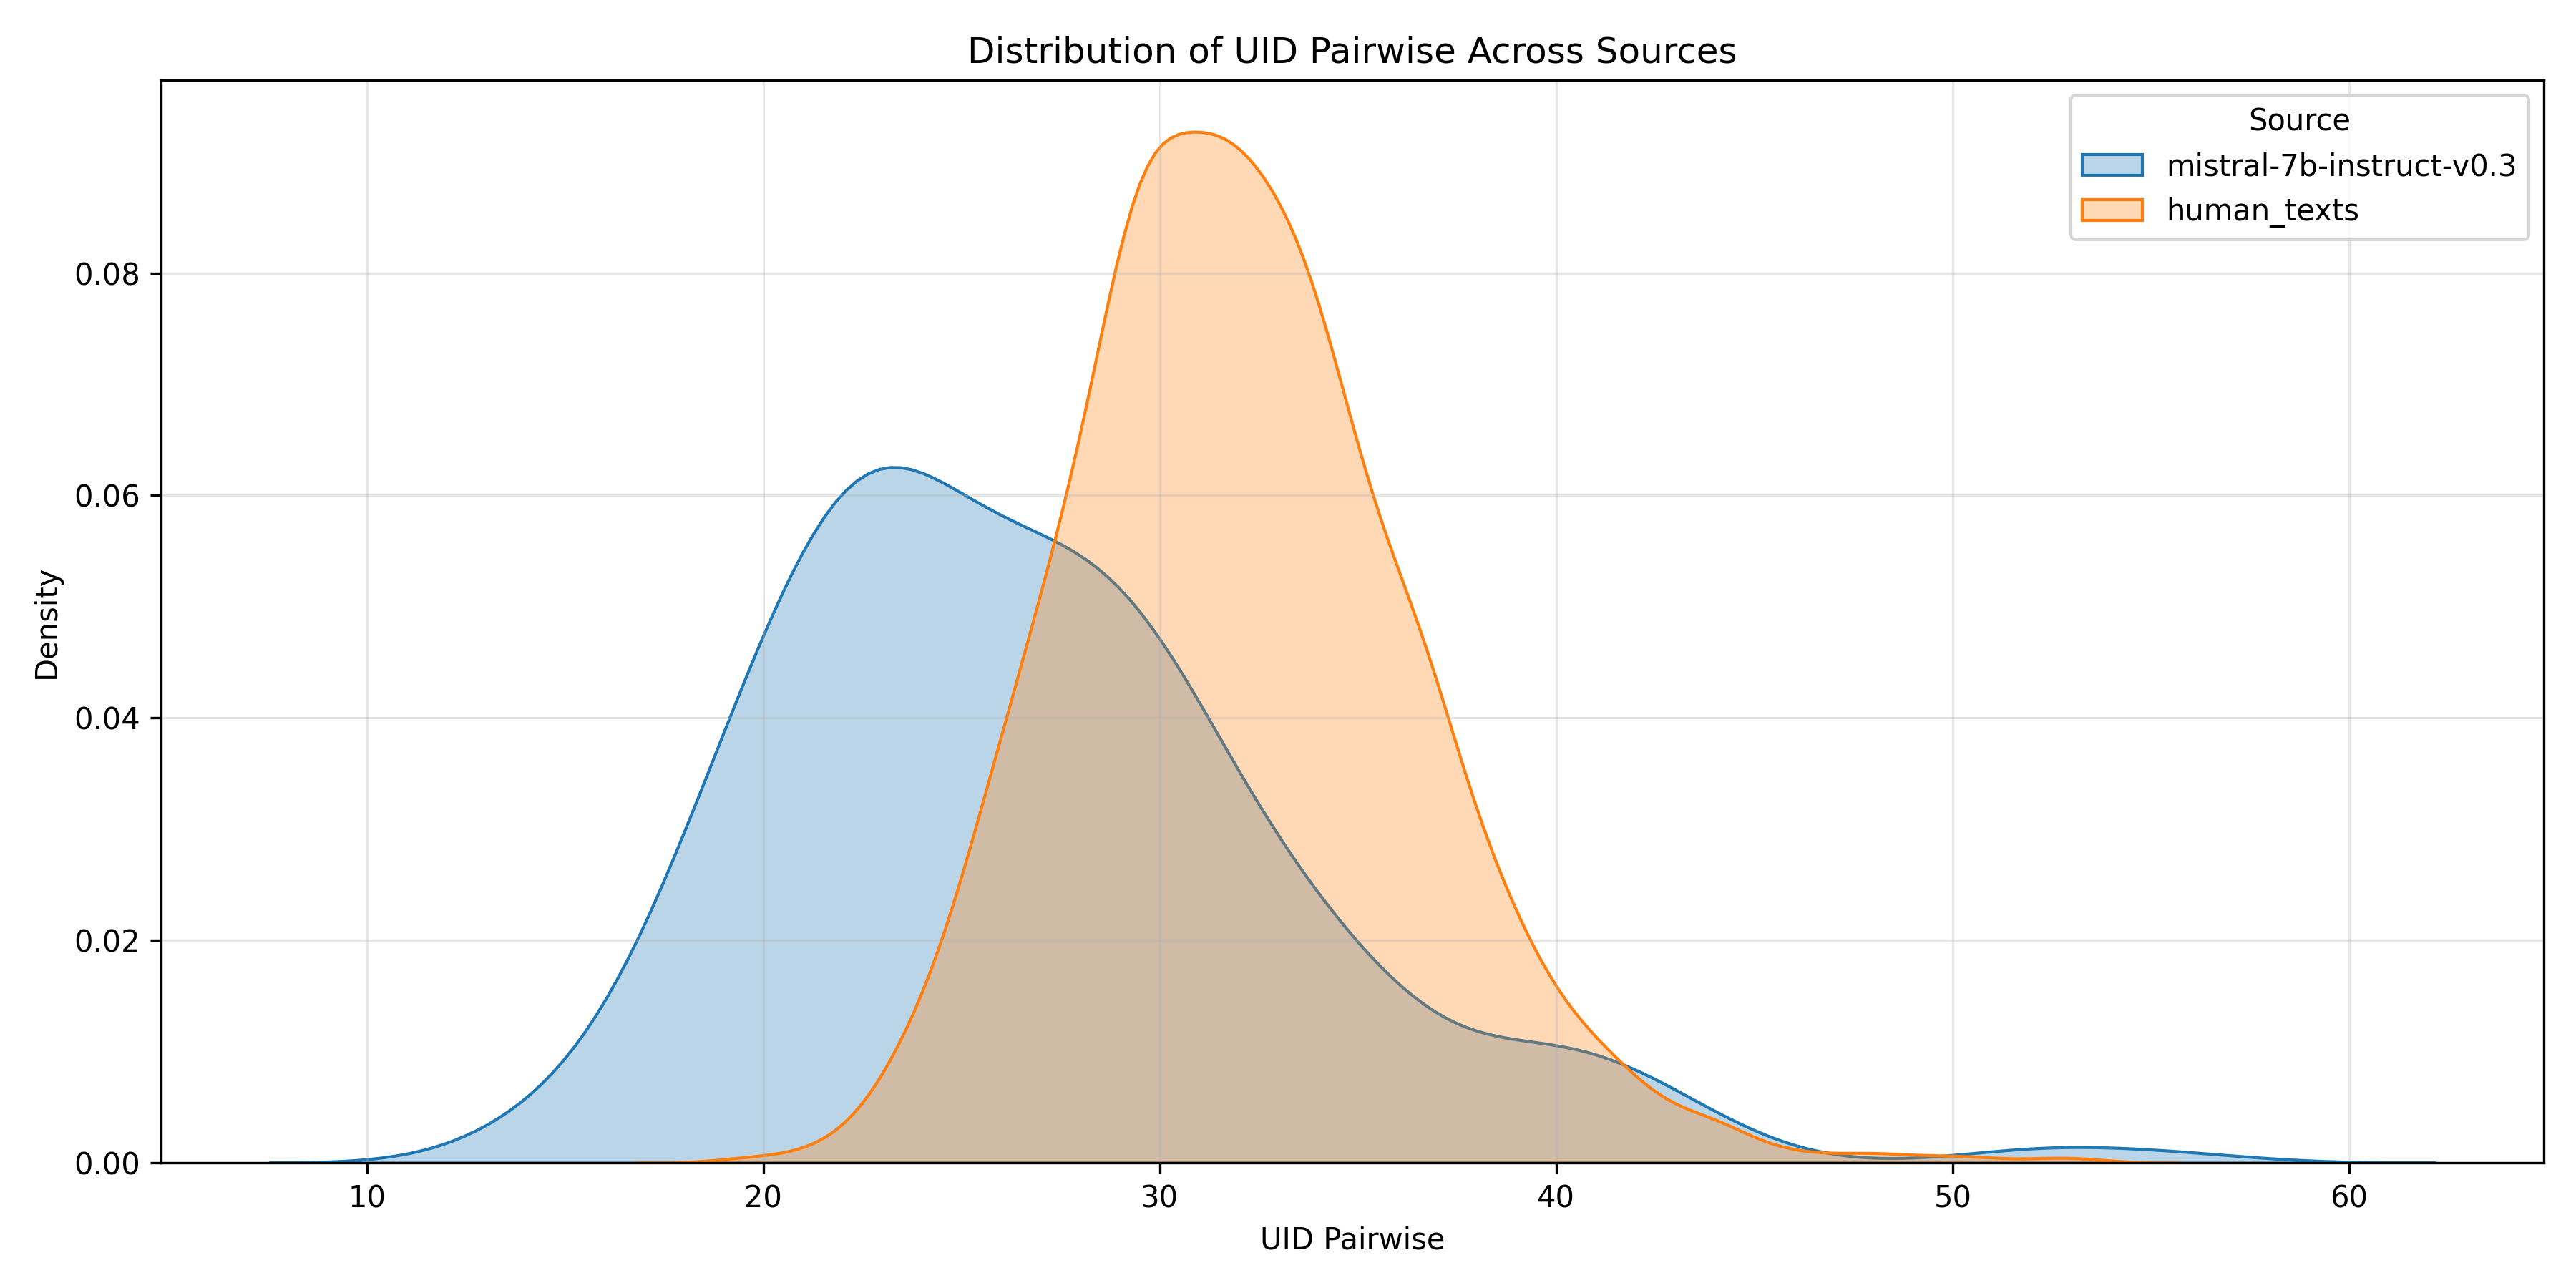 Distribution of UID Pairwise Across Sources
Source
mistral-7b-instruct-v0.3
human_texts
Density
0.08
0.06
0.04
0.02
0.00
10 20 30 40 50 60
UID Pairwise